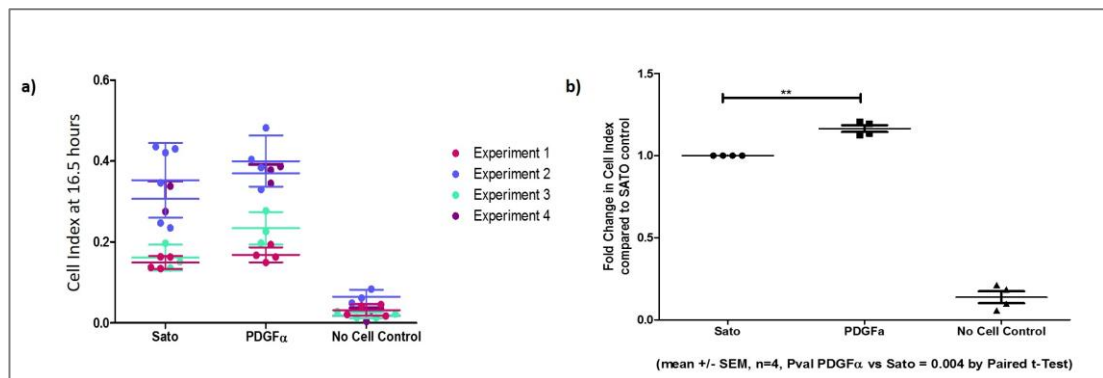 a)
Cell Index at 16.5 hours
0.6
0.4
0.2
0.0
Sato
PDGFα
No Cell Control
Experiment 1
Experiment 2
Experiment 3
Experiment 4
b)
Fold Change in Cell Index
compared to SATO control
1.5
1.0
0.5
0.0
**
Sato
PDGFa
No Cell Control
(mean +/- SEM, n=4, Pval PDGFα vs Sato = 0.004 by Paired t-Test)